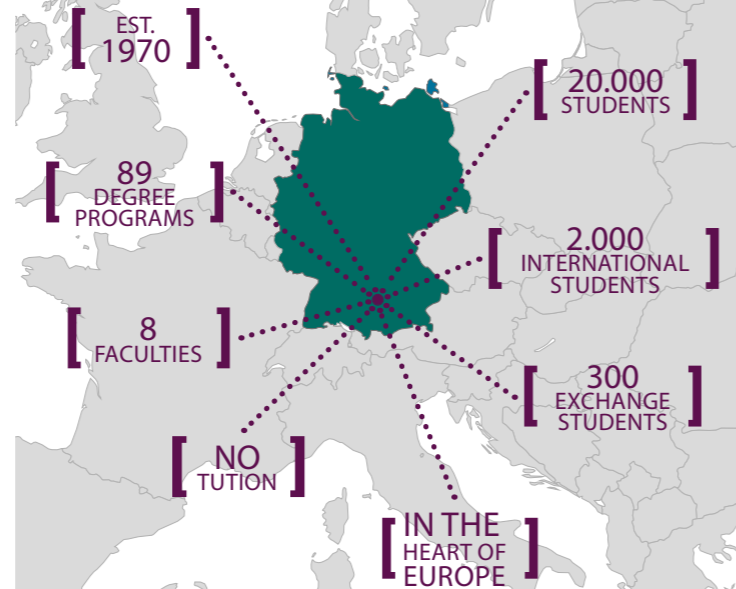 [ EST.
1970 ]
[ 20.000
STUDENTS ]
[ 89
DEGREE
PROGRAMS ]
[ 2.000
INTERNATIONAL
STUDENTS ]
[ 8
FACULTIES ]
[ 300
EXCHANGE
STUDENTS ]
[ NO
TUTION ]
[ IN THE
HEART OF
EUROPE ]